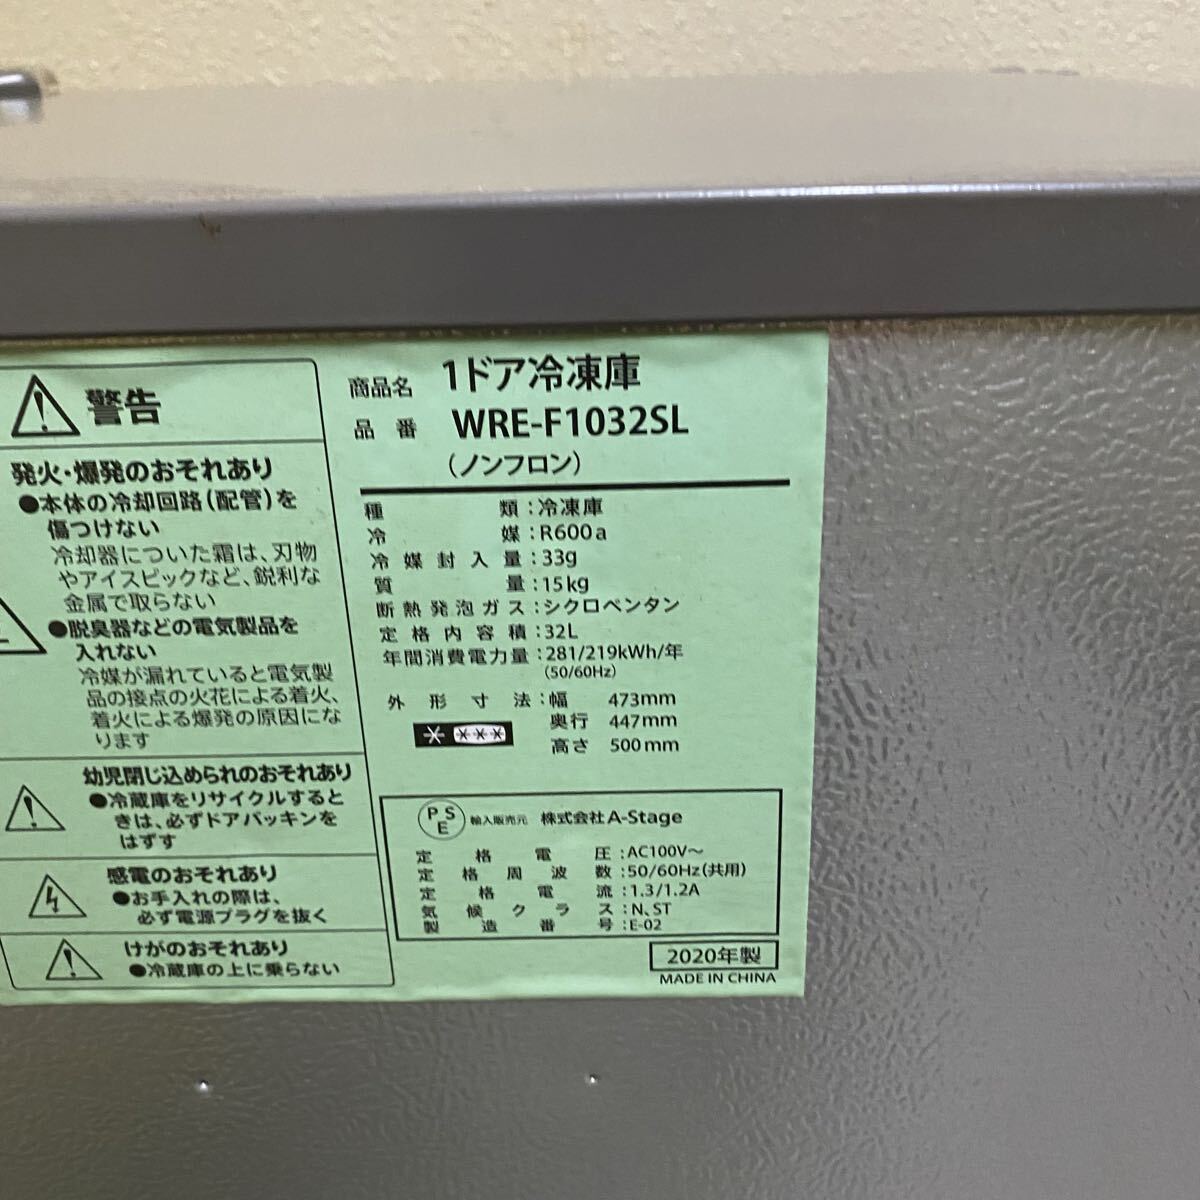 警告
発火・爆発のおそれあり
●本体の冷却回路(配管)を
傷つけない
冷却器についた霜は、刃物
やアイスピックなど、鋭利な
金属で取らない
●脱臭器などの電気製品を
入れない
冷媒が漏れていると電気製
品の接点の火花による着火、
着火による爆発の原因にな
ります
幼児閉じ込められのおそれあり
●冷蔵庫をリサイクルすると
きは、必ずドアパッキンを
はずす
感電のおそれあり
●お手入れの際は、
必ず電源プラグを抜く
けがのおそれあり
●冷蔵庫の上に乗らない
商品名 1ドア冷凍庫
品番 WRE-F1032SL
(ノンフロン)
種類:冷凍庫
冷媒:R600a
冷媒封入量:33g
質量:15kg
断熱発泡ガス:シクロペンタン
定格内容積:32L
年間消費電力量:281/219kWh/年
(50/60Hz)
外形寸法:幅 473mm
奥行 447mm
高さ 500mm
PSE 輸入販売元 株式会社A-Stage
定格電圧:AC100V〜
定格周波数:50/60Hz(共用)
定格電流:1.3/1.2A
気候クラス:N、ST
製造番号:E-02
2020年製
MADE IN CHINA